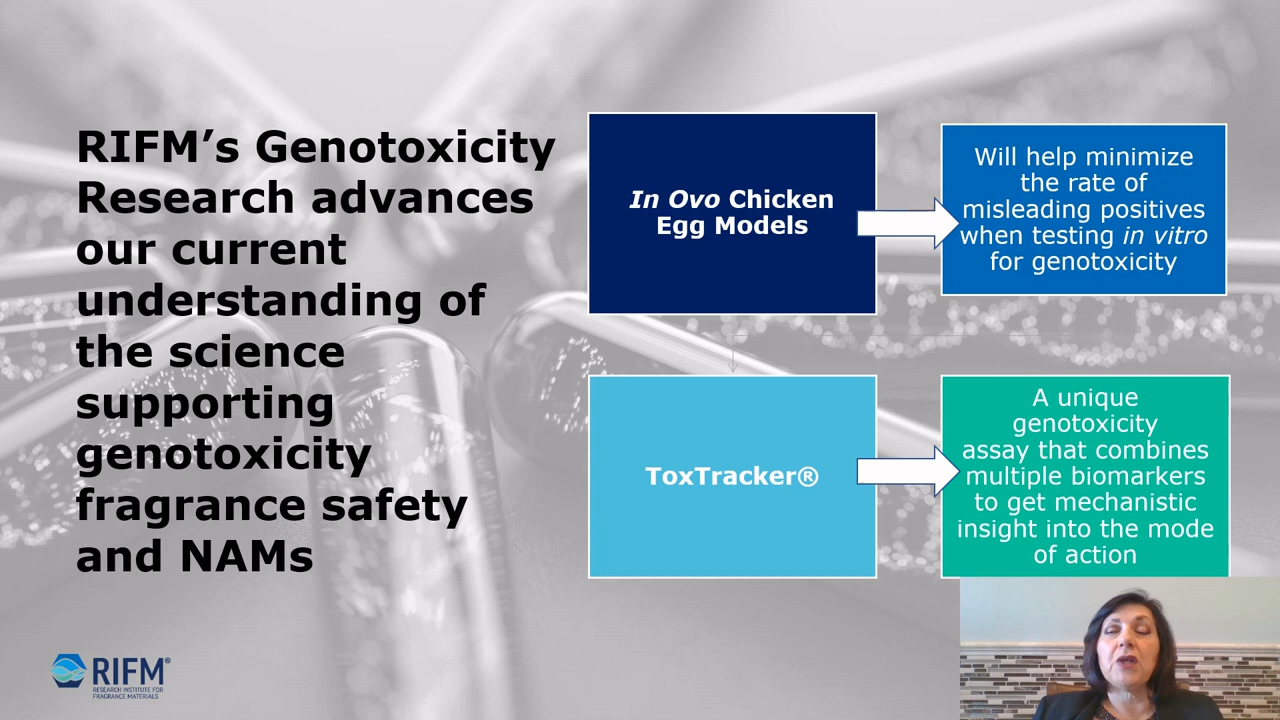 RIFM’s Genotoxicity
Research advances
our current
understanding of
the science
supporting
genotoxicity
fragrance safety
and NAMs
In Ovo Chicken
Egg Models
Will help minimize
the rate of
misleading positives
when testing in vitro
for genotoxicity
ToxTracker®
A unique
genotoxicity
assay that combines
multiple biomarkers
to get mechanistic
insight into the mode
of action
RIFM®
RESEARCH INSTITUTE FOR
FRAGRANCE MATERIALS